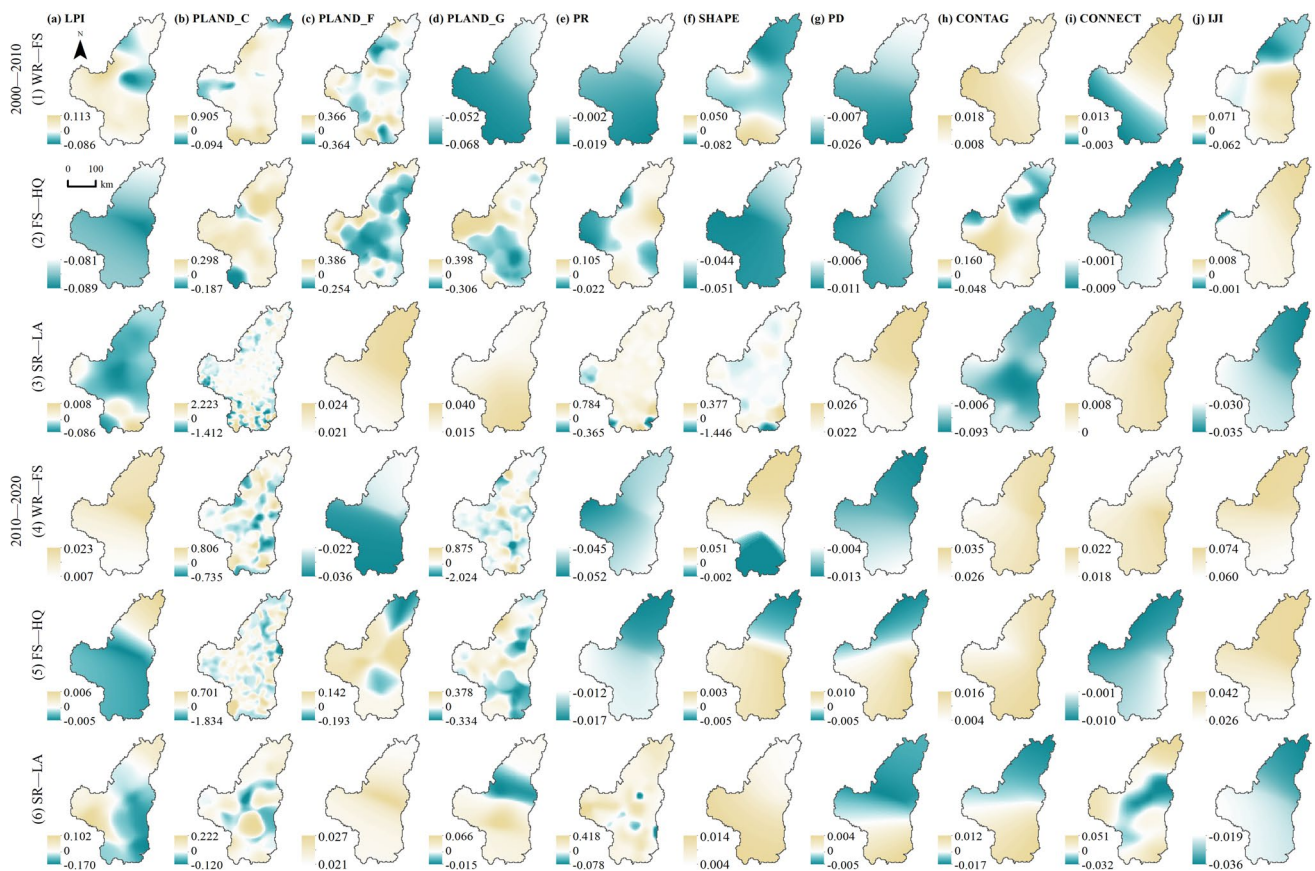 (a) LPI (b) PLAND_C (c) PLAND_F (d) PLAND_G (e) PR (f) SHAPE (g) PD (h) CONTAG (i) CONNECT (j) IJI
N
2000—2010
(1) WR—FS
0.113 0.905 0.366 -0.052 -0.002 0.050 -0.007 0.018 0.013 0.071
0 0 0 0 0 0
-0.086 -0.094 -0.364 -0.068 -0.019 -0.082 -0.026 0.008 -0.003 -0.062
0 100
km
(2) FS—HQ
-0.081 0.298 0.386 0.398 0.105 -0.044 -0.006 0.160 -0.001 0.008
0 0 0 0 0 0
-0.089 -0.187 -0.254 -0.306 -0.022 -0.051 -0.011 -0.048 -0.009 -0.001
(3) SR—LA
0.008 2.223 0.024 0.040 0.784 0.377 0.026 -0.006 0.008 -0.030
0 0 0 0
-0.086 -1.412 0.021 0.015 -0.365 -1.446 0.022 -0.093 0 -0.035
2010—2020
(4) WR—FS
0.023 0.806 -0.022 0.875 -0.045 0.051 -0.004 0.035 0.022 0.074
0 0 0
0.007 -0.735 -0.036 -2.024 -0.052 -0.002 -0.013 0.026 0.018 0.060
(5) FS—HQ
0.006 0.701 0.142 0.378 -0.012 0.003 0.010 0.016 -0.001 0.042
0 0 0 0 0 0
-0.005 -1.834 -0.193 -0.334 -0.017 -0.005 -0.005 0.004 -0.010 0.026
(6) SR—LA
0.102 0.222 0.027 0.066 0.418 0.014 0.004 0.012 0.051 -0.019
0 0 0 0 0 0 0
-0.170 -0.120 0.021 -0.015 -0.078 0.004 -0.005 -0.017 -0.032 -0.036